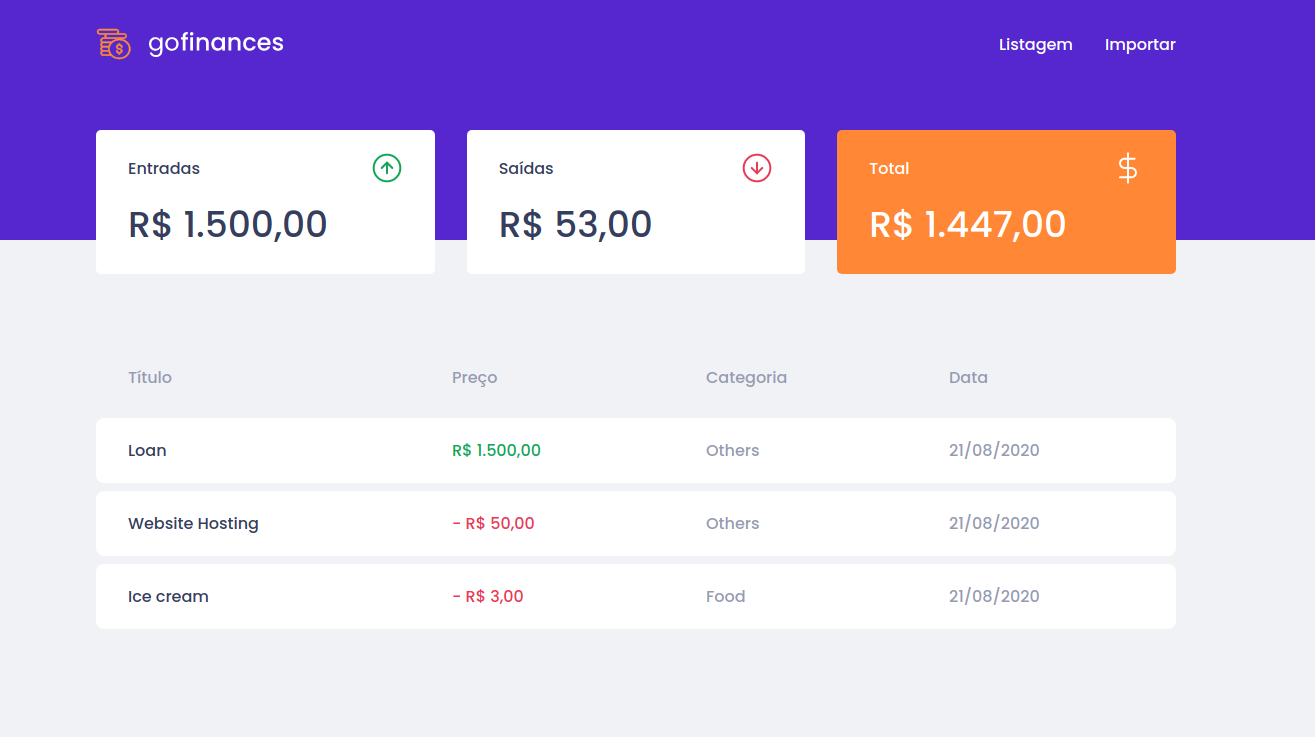 gofinances
Listagem Importar
Entradas
R$ 1.500,00
Saídas
R$ 53,00
Total
$
R$ 1.447,00
Título Preço Categoria Data
Loan R$ 1.500,00 Others 21/08/2020
Website Hosting - R$ 50,00 Others 21/08/2020
Ice cream - R$ 3,00 Food 21/08/2020